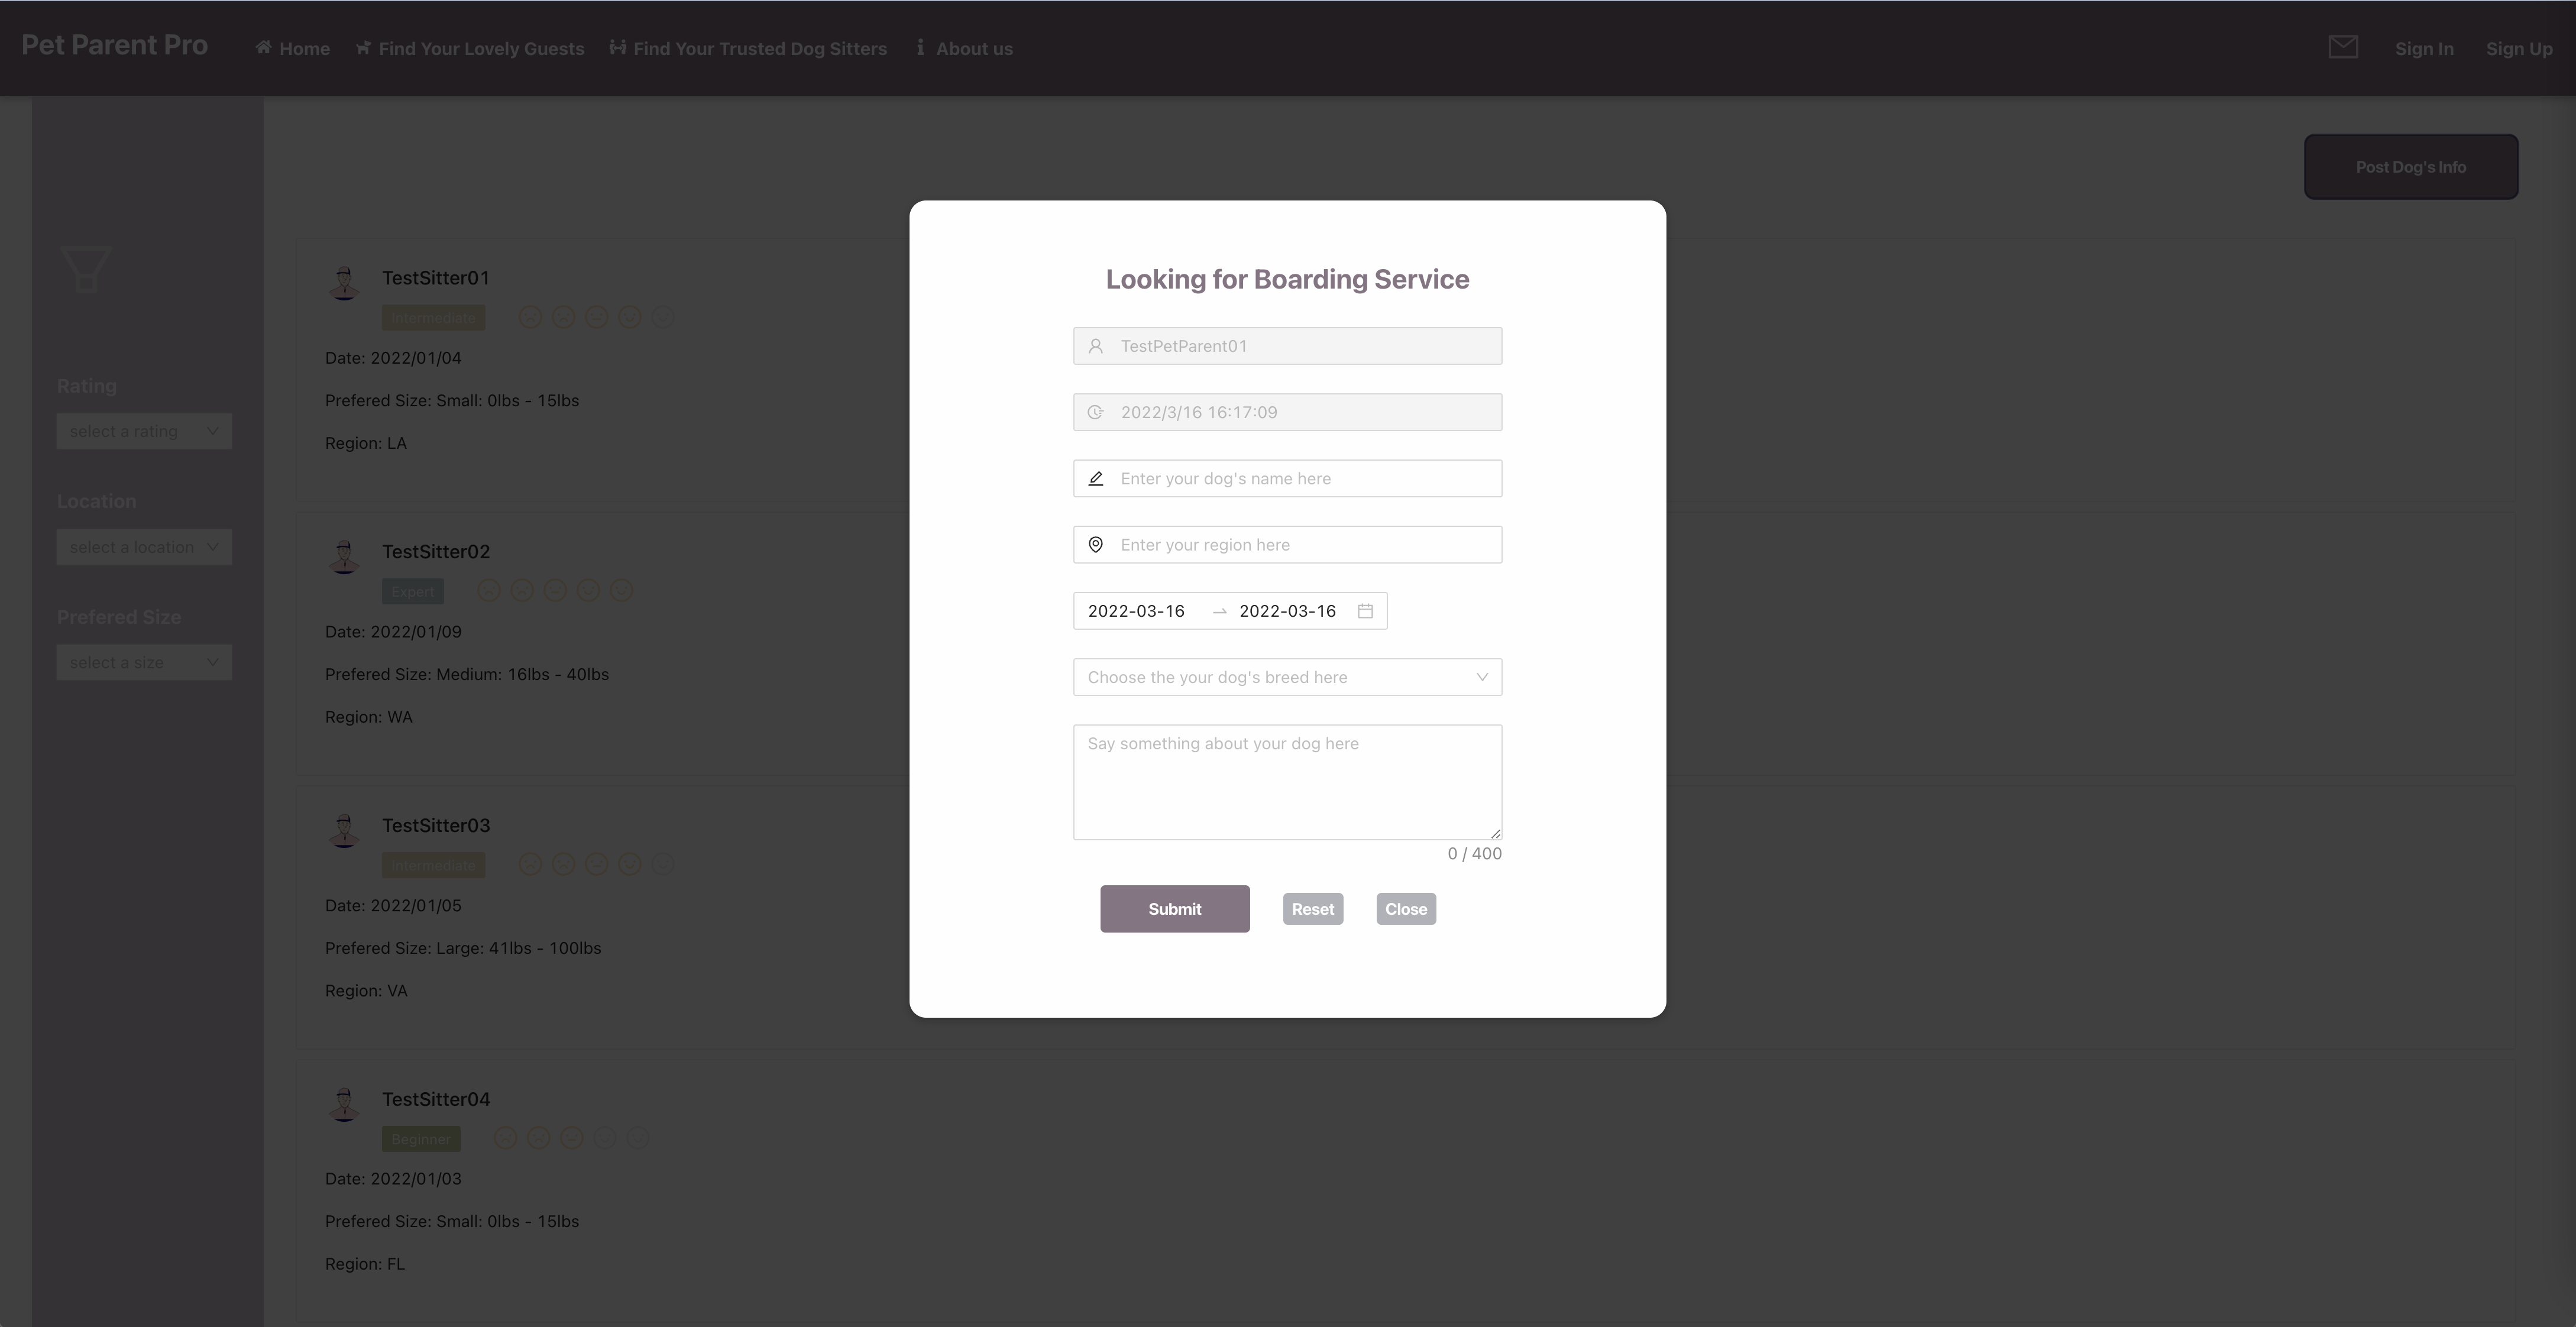 Pet Parent Pro
Home
Find Your Lovely Guests
Find Your Trusted Dog Sitters
About us
Sign In
Sign Up
Post Dog's Info
Rating
select a rating
Location
select a location
Prefered Size
select a size
TestSitter01
Intermediate
Date: 2022/01/04
Prefered Size: Small: 0lbs - 15lbs
Region: LA
TestSitter02
Expert
Date: 2022/01/09
Prefered Size: Medium: 16lbs - 40lbs
Region: WA
TestSitter03
Intermediate
Date: 2022/01/05
Prefered Size: Large: 41lbs - 100lbs
Region: VA
TestSitter04
Beginner
Date: 2022/01/03
Prefered Size: Small: 0lbs - 15lbs
Region: FL
Looking for Boarding Service
TestPetParent01
2022/3/16 16:17:09
Enter your dog's name here
Enter your region here
2022-03-16 → 2022-03-16
Choose the your dog's breed here
Say something about your dog here
0 / 400
Submit
Reset
Close